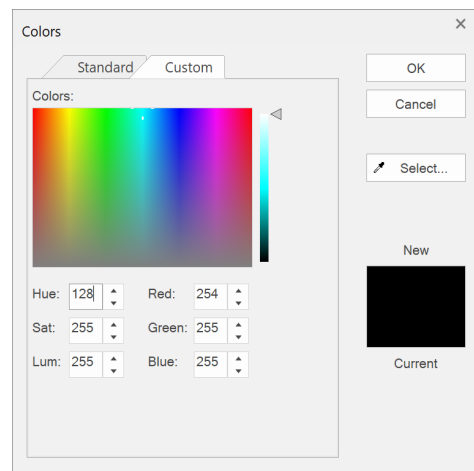 Colors
×
Standard Custom
OK
Colors:
Cancel
Select...
New
Hue: 128 Red: 254
Sat: 255 Green: 255
Lum: 255 Blue: 255
Current